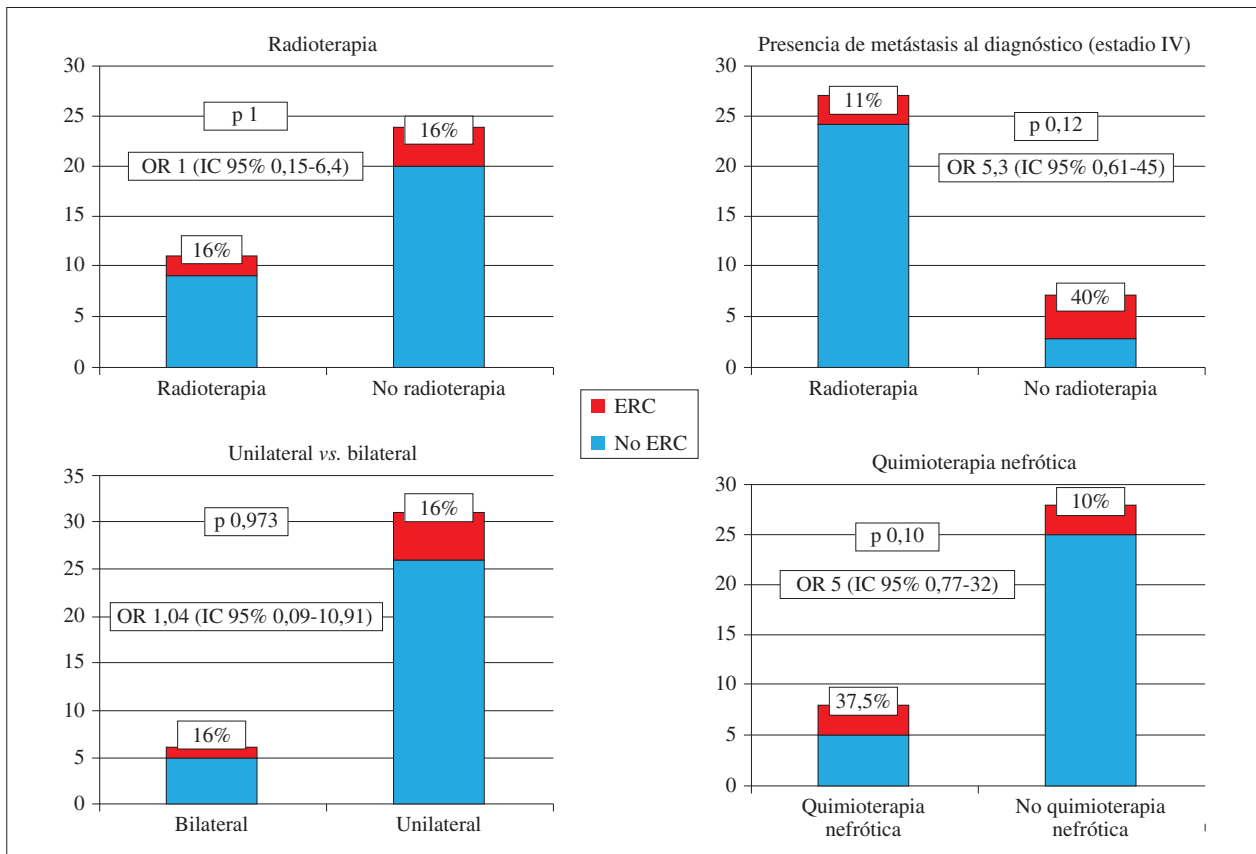 Radioterapia
30
25
20
15
10
5
0
p 1
OR 1 (IC 95% 0,15-6,4)
16%
16%
Radioterapia
No radioterapia
Presencia de metástasis al diagnóstico (estadio IV)
30
25
20
15
10
5
0
11%
p 0,12
OR 5,3 (IC 95% 0,61-45)
40%
Radioterapia
No radioterapia
ERC
No ERC
Unilateral vs. bilateral
35
30
25
20
15
10
5
0
p 0,973
OR 1,04 (IC 95% 0,09-10,91)
16%
16%
Bilateral
Unilateral
Quimioterapia nefrótica
30
25
20
15
10
5
0
p 0,10
OR 5 (IC 95% 0,77-32)
37,5%
10%
Quimioterapia
nefrótica
No quimioterapia
nefrótica